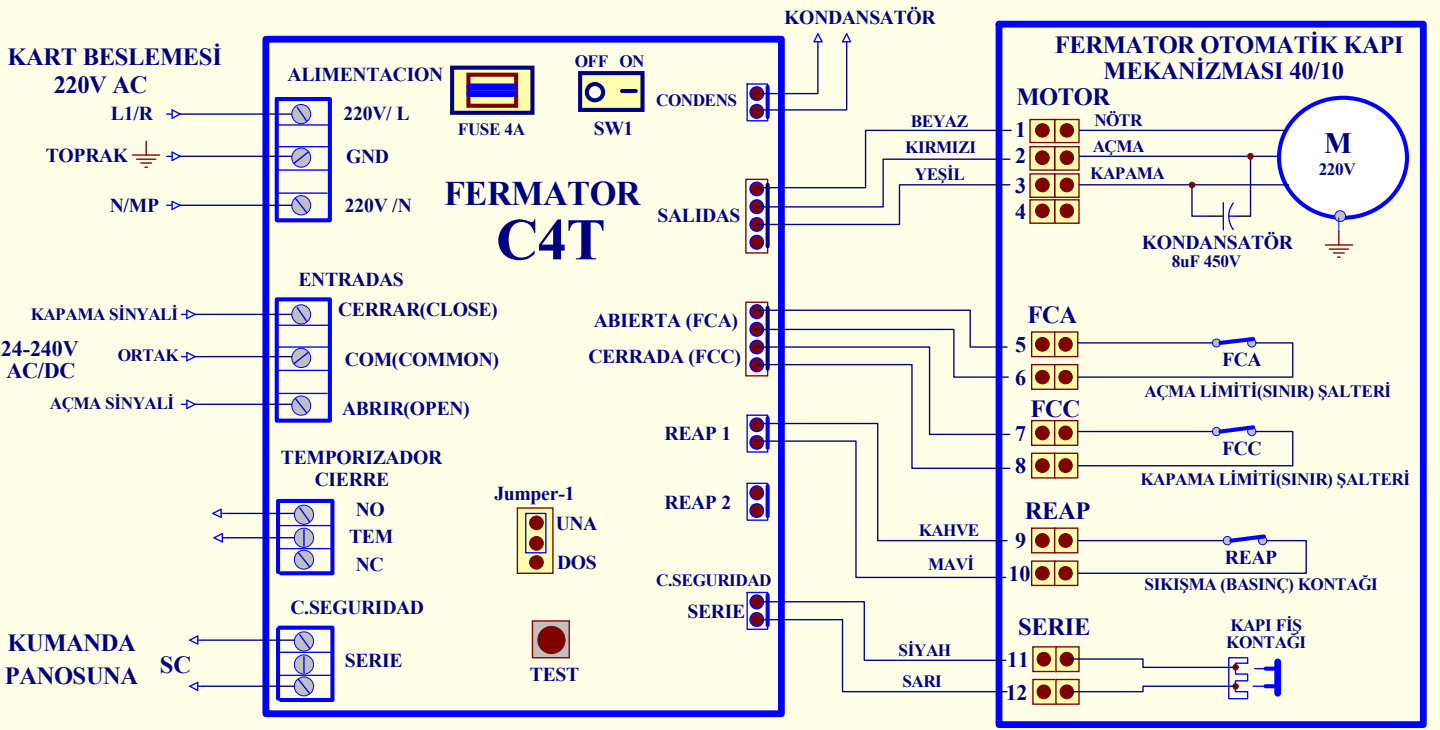 KONDANSATÖR
KART BESLEMESİ
220V AC
L1/R
TOPRAK
N/MP
ALIMENTACION
220V/ L
GND
220V /N
FUSE 4A
OFF ON
SW1
CONDENS
FERMATOR
C4T
SALIDAS
BEYAZ
KIRMIZI
YEŞİL
FERMATOR OTOMATİK KAPI
MEKANİZMASI 40/10
MOTOR
1
2
3
4
NÖTR
AÇMA
KAPAMA
M
220V
KONDANSATÖR
8uF 450V
ENTRADAS
KAPAMA SİNYALİ
24-240V
AC/DC
ORTAK
AÇMA SİNYALİ
CERRAR(CLOSE)
COM(COMMON)
ABRIR(OPEN)
ABIERTA (FCA)
CERRADA (FCC)
FCA
5
6
FCA
AÇMA LİMİTİ(SINIR) ŞALTERİ
FCC
7
8
FCC
KAPAMA LİMİTİ(SINIR) ŞALTERİ
REAP 1
REAP 2
TEMPORIZADOR
CIERRE
NO
TEM
NC
Jumper-1
UNA
DOS
KAHVE
MAVİ
REAP
9
10
REAP
SIKIŞMA (BASINÇ) KONTAĞI
C.SEGURIDAD
SERIE
C.SEGURIDAD
SERIE
KUMANDA
PANOSUNA
SC
TEST
SİYAH
SARI
SERIE
11
12
KAPI FİŞ
KONTAĞI